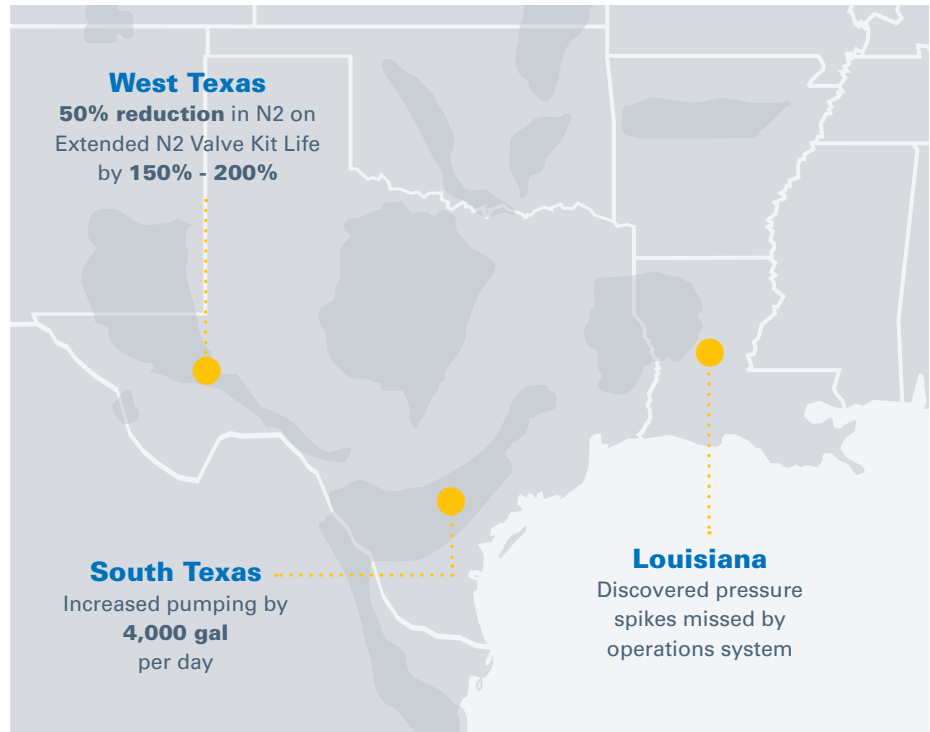 West Texas
50% reduction in N2 on
Extended N2 Valve Kit Life
by 150% - 200%
South Texas
Increased pumping by
4,000 gal
per day
Louisiana
Discovered pressure
spikes missed by
operations system